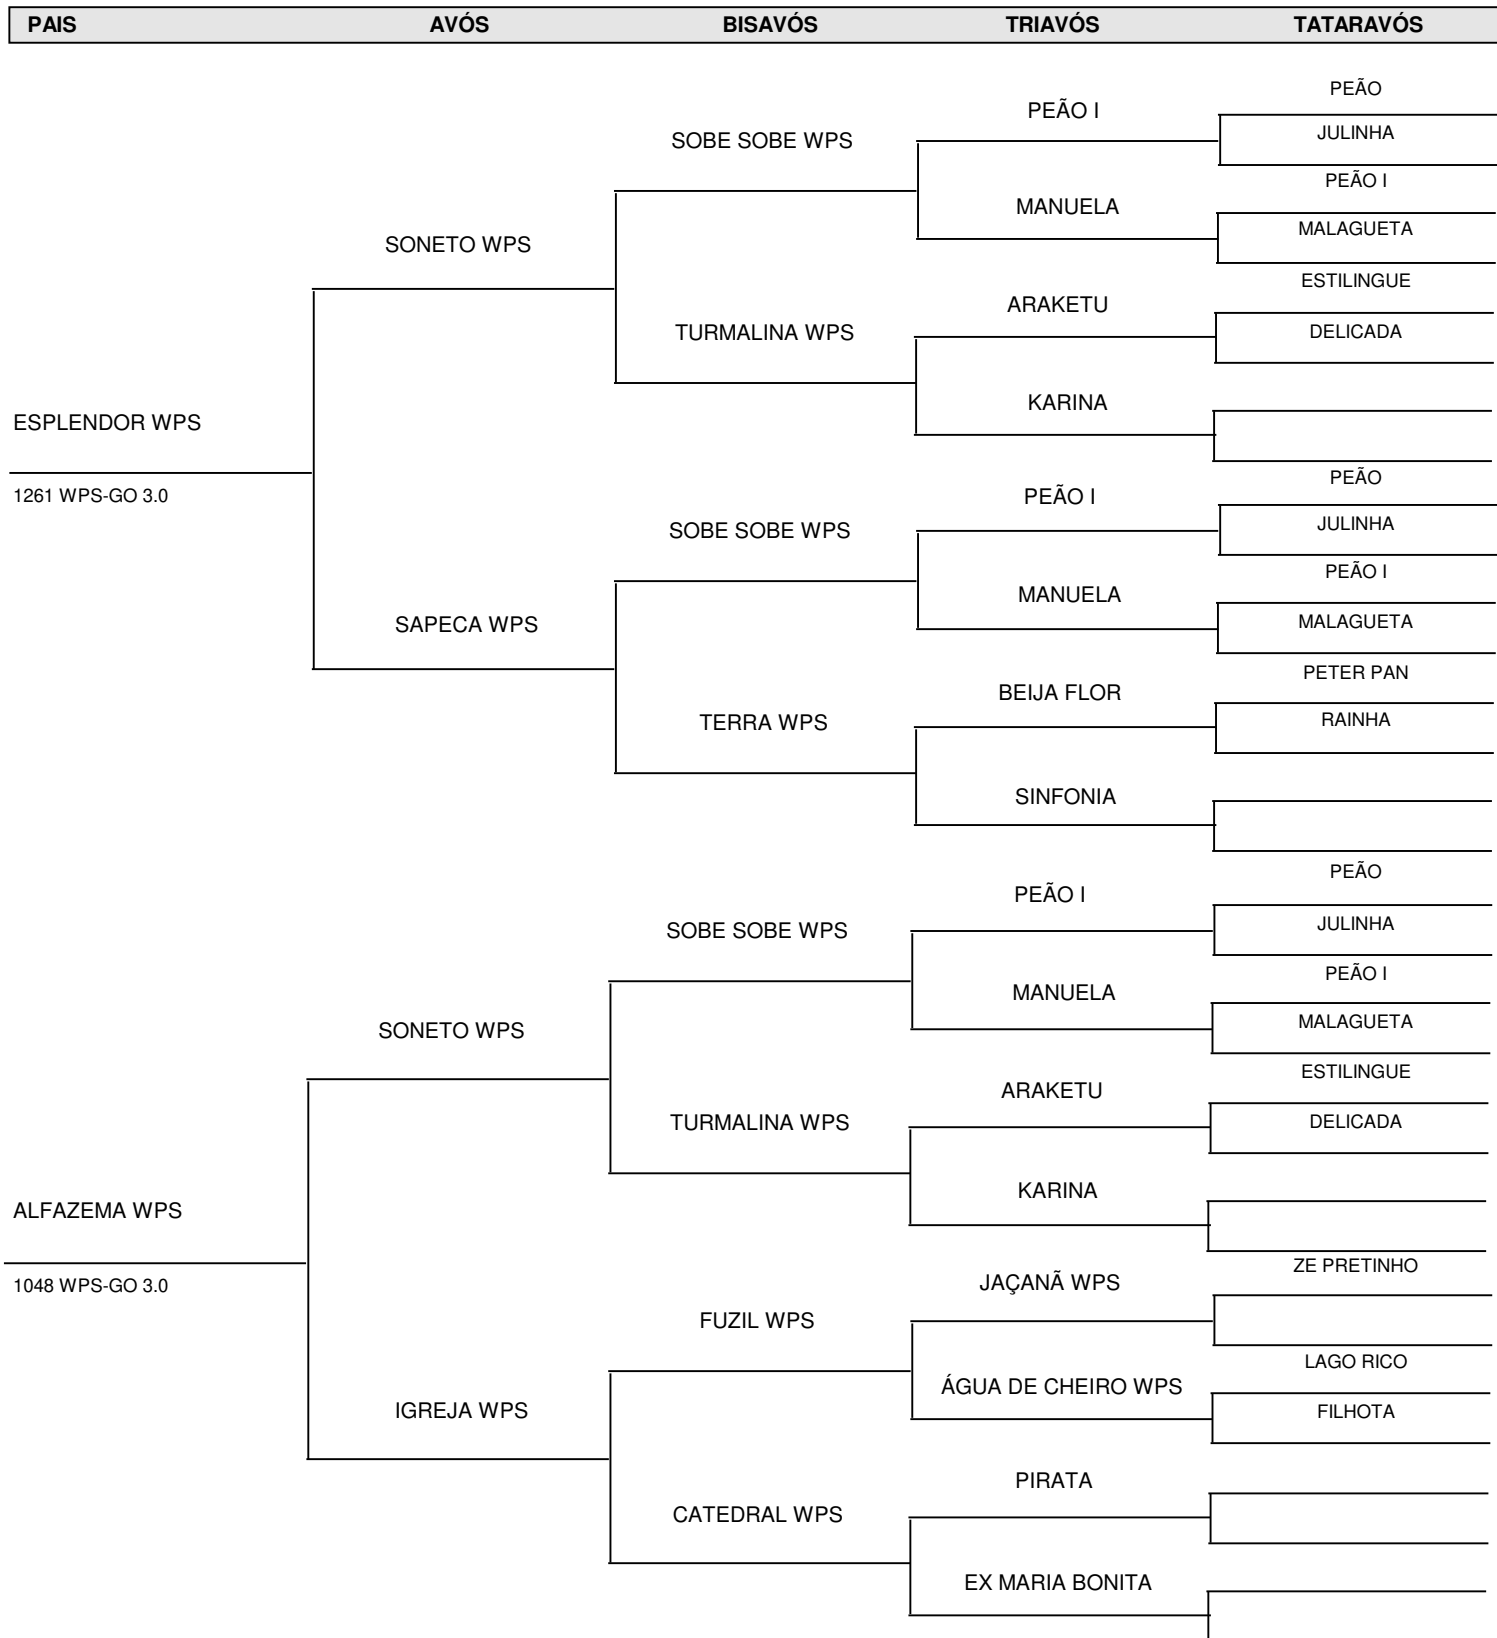 PAIS AVÓS BISAVÓS TRIAVÓS TATARAVÓS
PEÃO
PEÃO I
JULINHA
SOBE SOBE WPS
PEÃO I
MANUELA
MALAGUETA
SONETO WPS
ESTILINGUE
ARAKETU
TURMALINA WPS
DELICADA
KARINA
ESPLENDOR WPS
PEÃO
1261 WPS-GO 3.0
PEÃO I
JULINHA
SOBE SOBE WPS
PEÃO I
MANUELA
MALAGUETA
SAPECA WPS
PETER PAN
BEIJA FLOR
RAINHA
TERRA WPS
SINFONIA
PEÃO
PEÃO I
JULINHA
SOBE SOBE WPS
PEÃO I
MANUELA
MALAGUETA
SONETO WPS
ESTILINGUE
ARAKETU
TURMALINA WPS
DELICADA
KARINA
ALFAZEMA WPS
ZE PRETINHO
1048 WPS-GO 3.0
JAÇANÃ WPS
FUZIL WPS
LAGO RICO
ÁGUA DE CHEIRO WPS
IGREJA WPS
FILHOTA
PIRATA
CATEDRAL WPS
EX MARIA BONITA